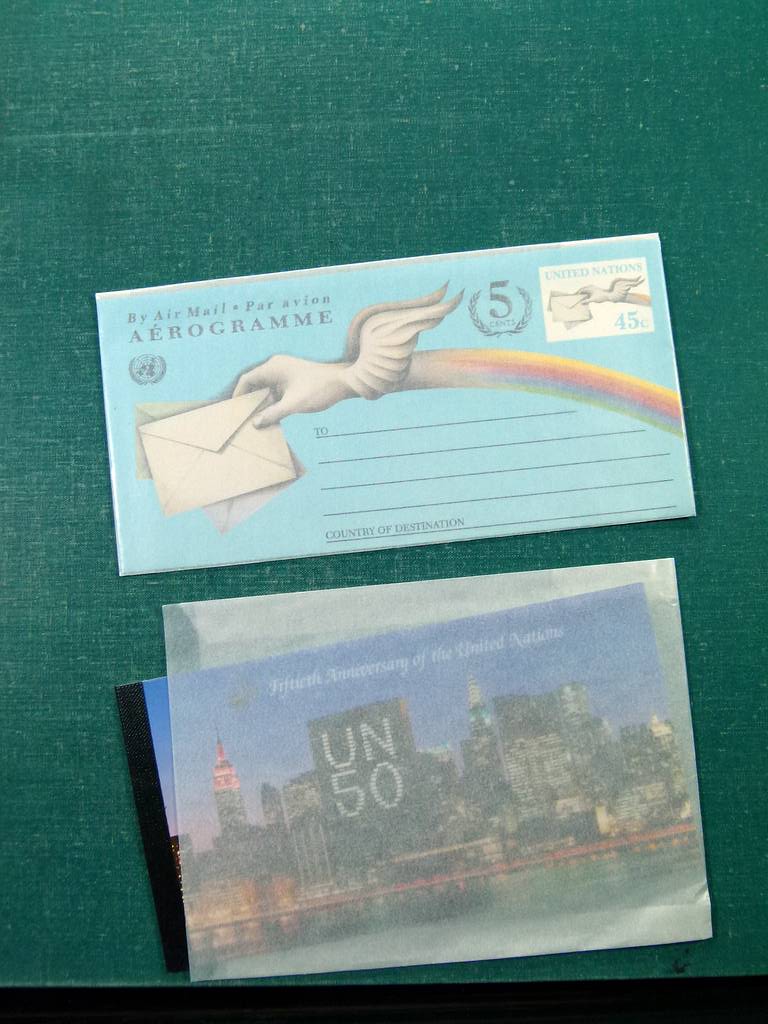 By Air Mail • Par avion
AÉROGRAMME
5
CENTS
UNITED NATIONS
45c
TO
COUNTRY OF DESTINATION
Fiftieth Anniversary of the United Nations
UN
50